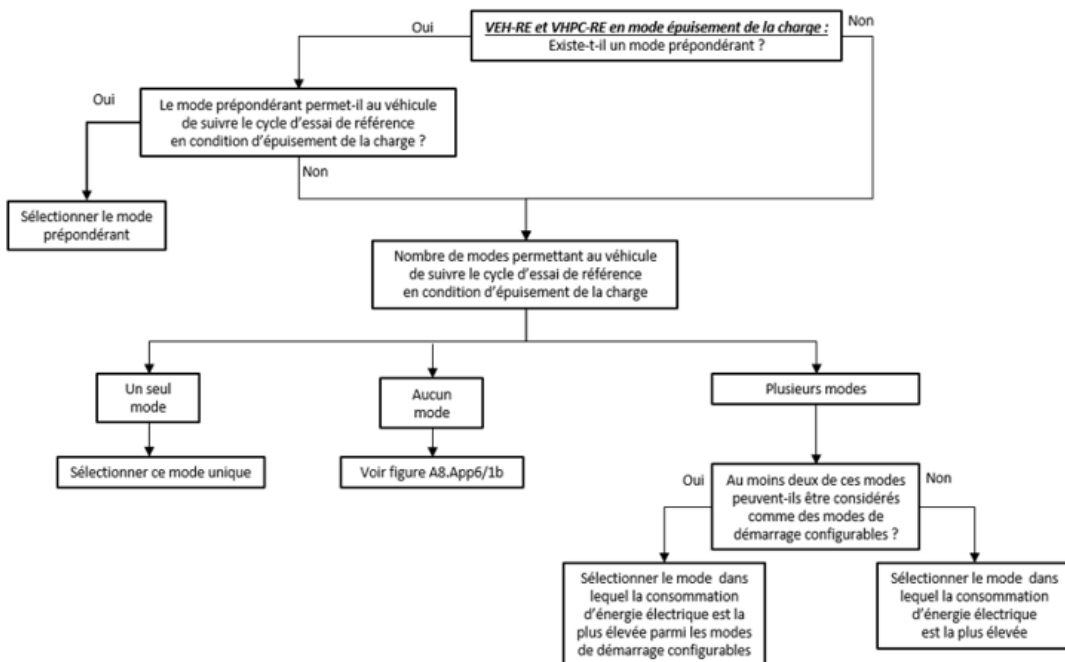 VEH-RE et VHPC-RE en mode épuisement de la charge :
Existe-t-il un mode prépondérant ?
Oui
Non
Le mode prépondérant permet-il au véhicule
de suivre le cycle d'essai de référence
en condition d'épuisement de la charge ?
Oui
Non
Sélectionner le mode
prépondérant
Nombre de modes permettant au véhicule
de suivre le cycle d'essai de référence
en condition d'épuisement de la charge
Un seul
mode
Aucun
mode
Plusieurs modes
Sélectionner ce mode unique
Voir figure A8.App6/1b
Au moins deux de ces modes
peuvent-ils être considérés
comme des modes de
démarrage configurables ?
Oui
Non
Sélectionner le mode dans
lequel la consommation
d'énergie électrique est la
plus élevée parmi les modes
de démarrage configurables
Sélectionner le mode dans
lequel la consommation
d'énergie électrique
est la plus élevée